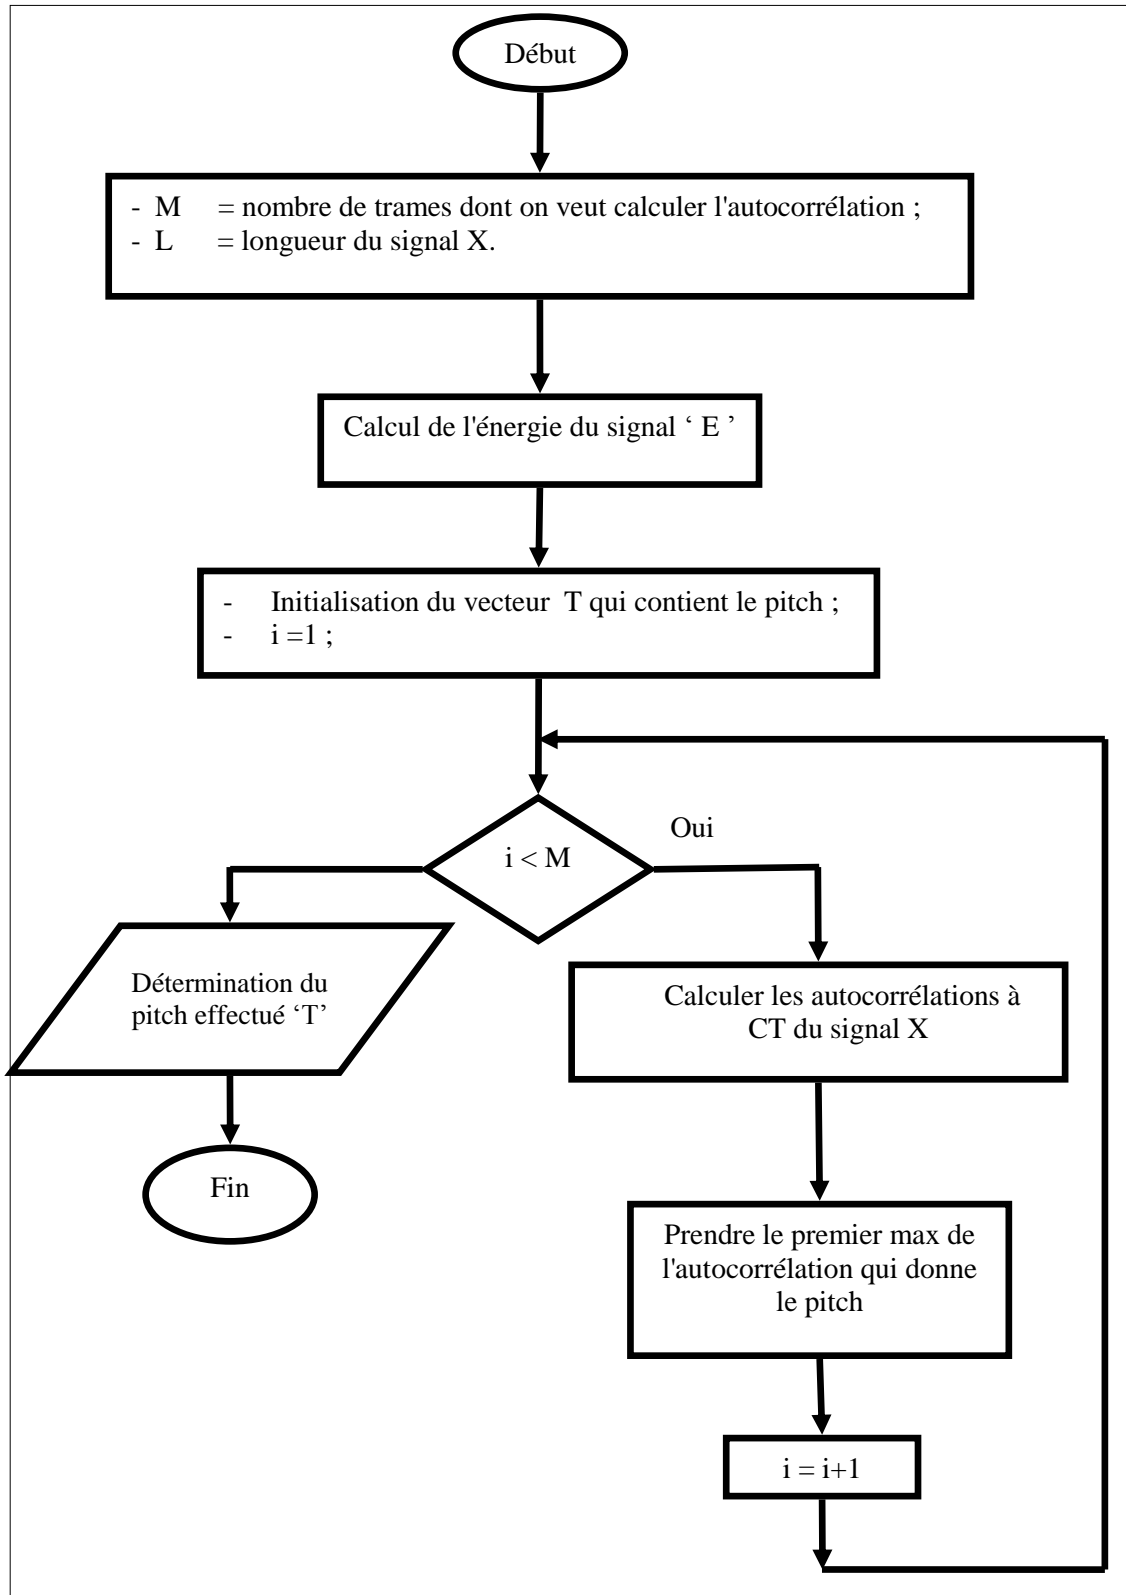 Début
- M = nombre de trames dont on veut calculer l'autocorrélation ;
- L = longueur du signal X.
Calcul de l'énergie du signal ‘ E ’
- Initialisation du vecteur T qui contient le pitch ;
- i =1 ;
Oui
i < M
Détermination du
pitch effectué ‘T’
Calculer les autocorrélations à
CT du signal X
Fin
Prendre le premier max de
l'autocorrélation qui donne
le pitch
i = i+1